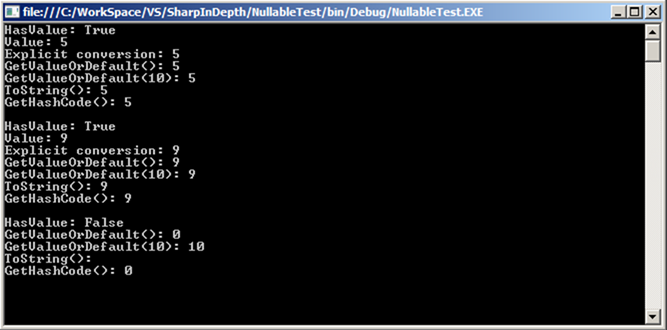 file:///C:/WorkSpace/VS/SharpInDepth/NullableTest/bin/Debug/NullableTest.EXE
HasValue: True
Value: 5
Explicit conversion: 5
GetValueOrDefault(): 5
GetValueOrDefault(10): 5
ToString(): 5
GetHashCode(): 5
HasValue: True
Value: 9
Explicit conversion: 9
GetValueOrDefault(): 9
GetValueOrDefault(10): 9
ToString(): 9
GetHashCode(): 9
HasValue: False
GetValueOrDefault(): 0
GetValueOrDefault(10): 10
ToString():
GetHashCode(): 0